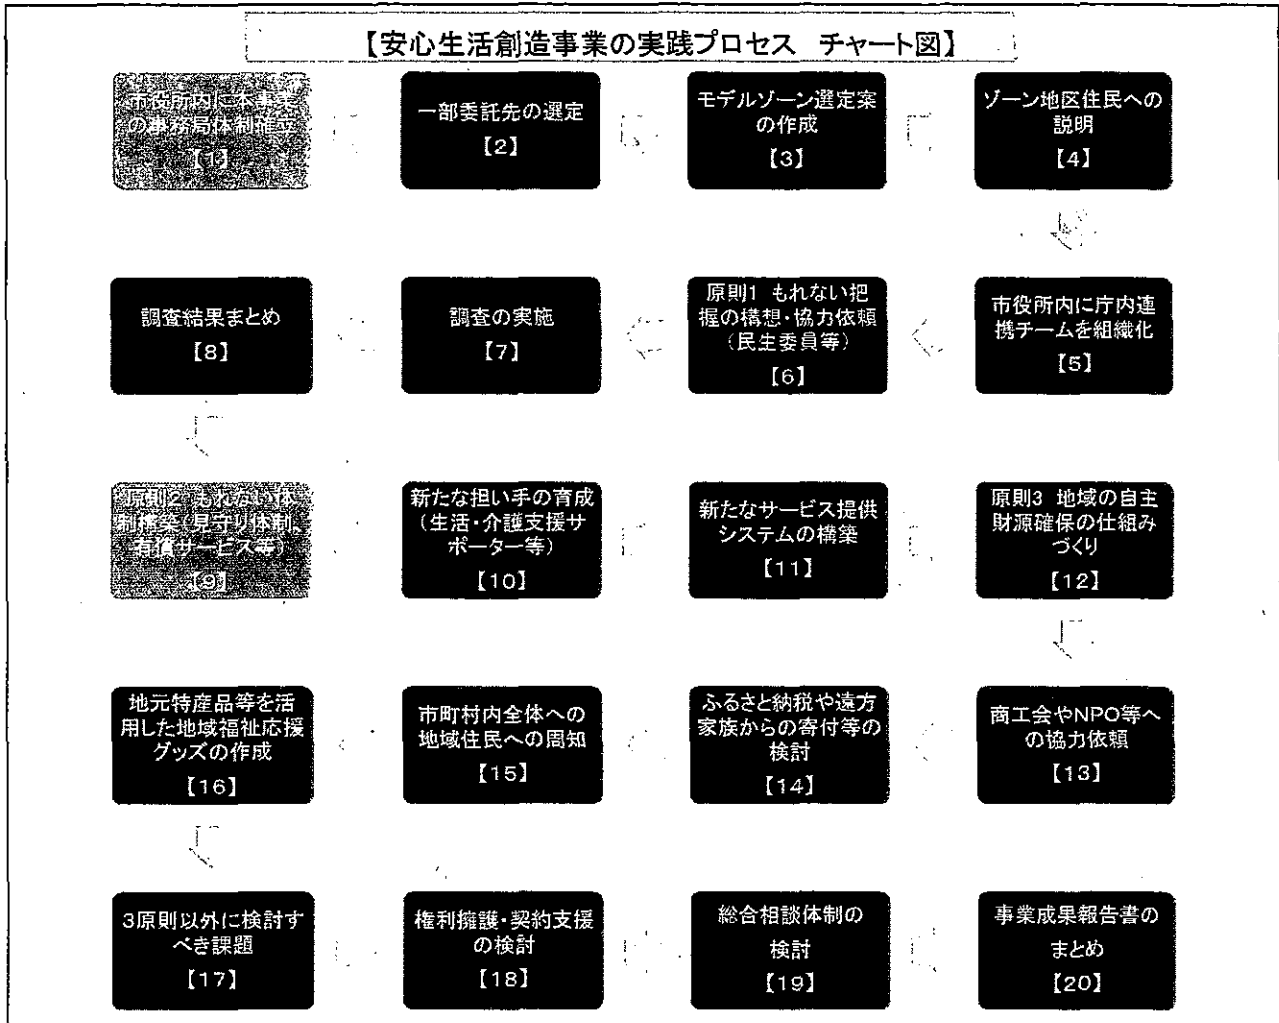 【安心生活創造事業の実践プロセス　チャート図】
市役所内に本事業
の事務局体制確立
【1】
一部委託先の選定
【2】
モデルゾーン選定案
の作成
【3】
ゾーン地区住民への
説明
【4】
市役所内に庁内連
携チームを組織化
【5】
原則1 もれない把
握の構想・協力依頼
（民生委員等）
【6】
調査の実施
【7】
調査結果まとめ
【8】
原則2 もれない体
制構築（見守り体制、
有償サービス等）
【9】
新たな担い手の育成
（生活・介護支援サ
ポーター等）
【10】
新たなサービス提供
システムの構築
【11】
原則3 地域の自主
財源確保の仕組み
づくり
【12】
商工会やNPO等へ
の協力依頼
【13】
ふるさと納税や遠方
家族からの寄付等の
検討
【14】
市町村内全体への
地域住民への周知
【15】
地元特産品等を活
用した地域福祉応援
グッズの作成
【16】
3原則以外に検討す
べき課題
【17】
権利擁護・契約支援
の検討
【18】
総合相談体制の
検討
【19】
事業成果報告書の
まとめ
【20】